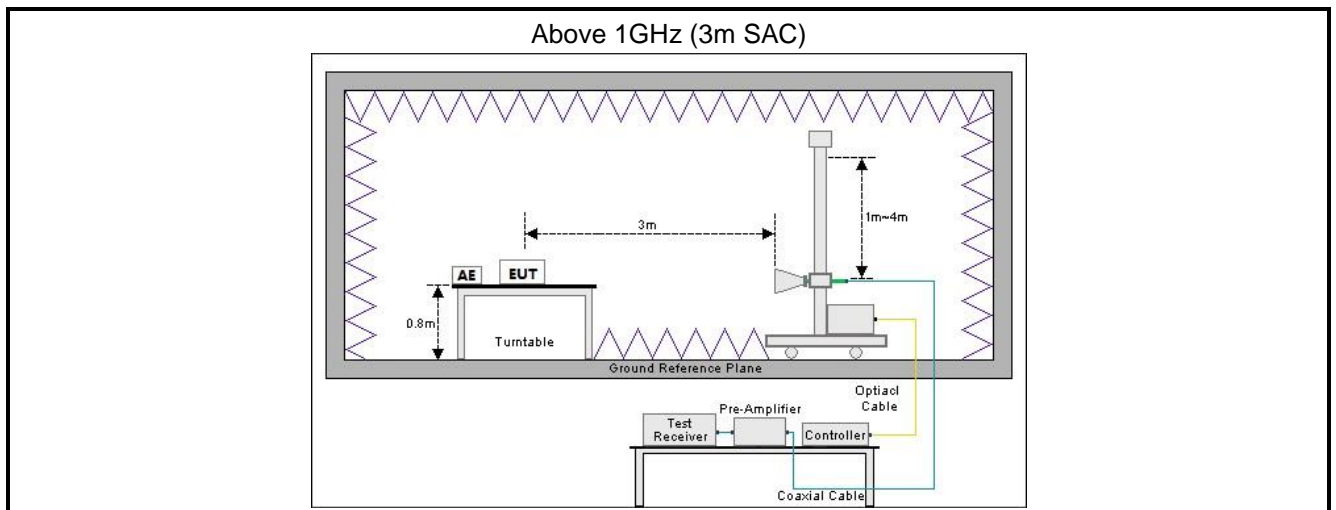 Above 1GHz (3m SAC)
3m
1m~4m
AE
EUT
0.8m
Turntable
Ground Reference Plane
Optiacl
Cable
Pre-Amplifier
Test
Receiver
Controller
Coaxial Cable